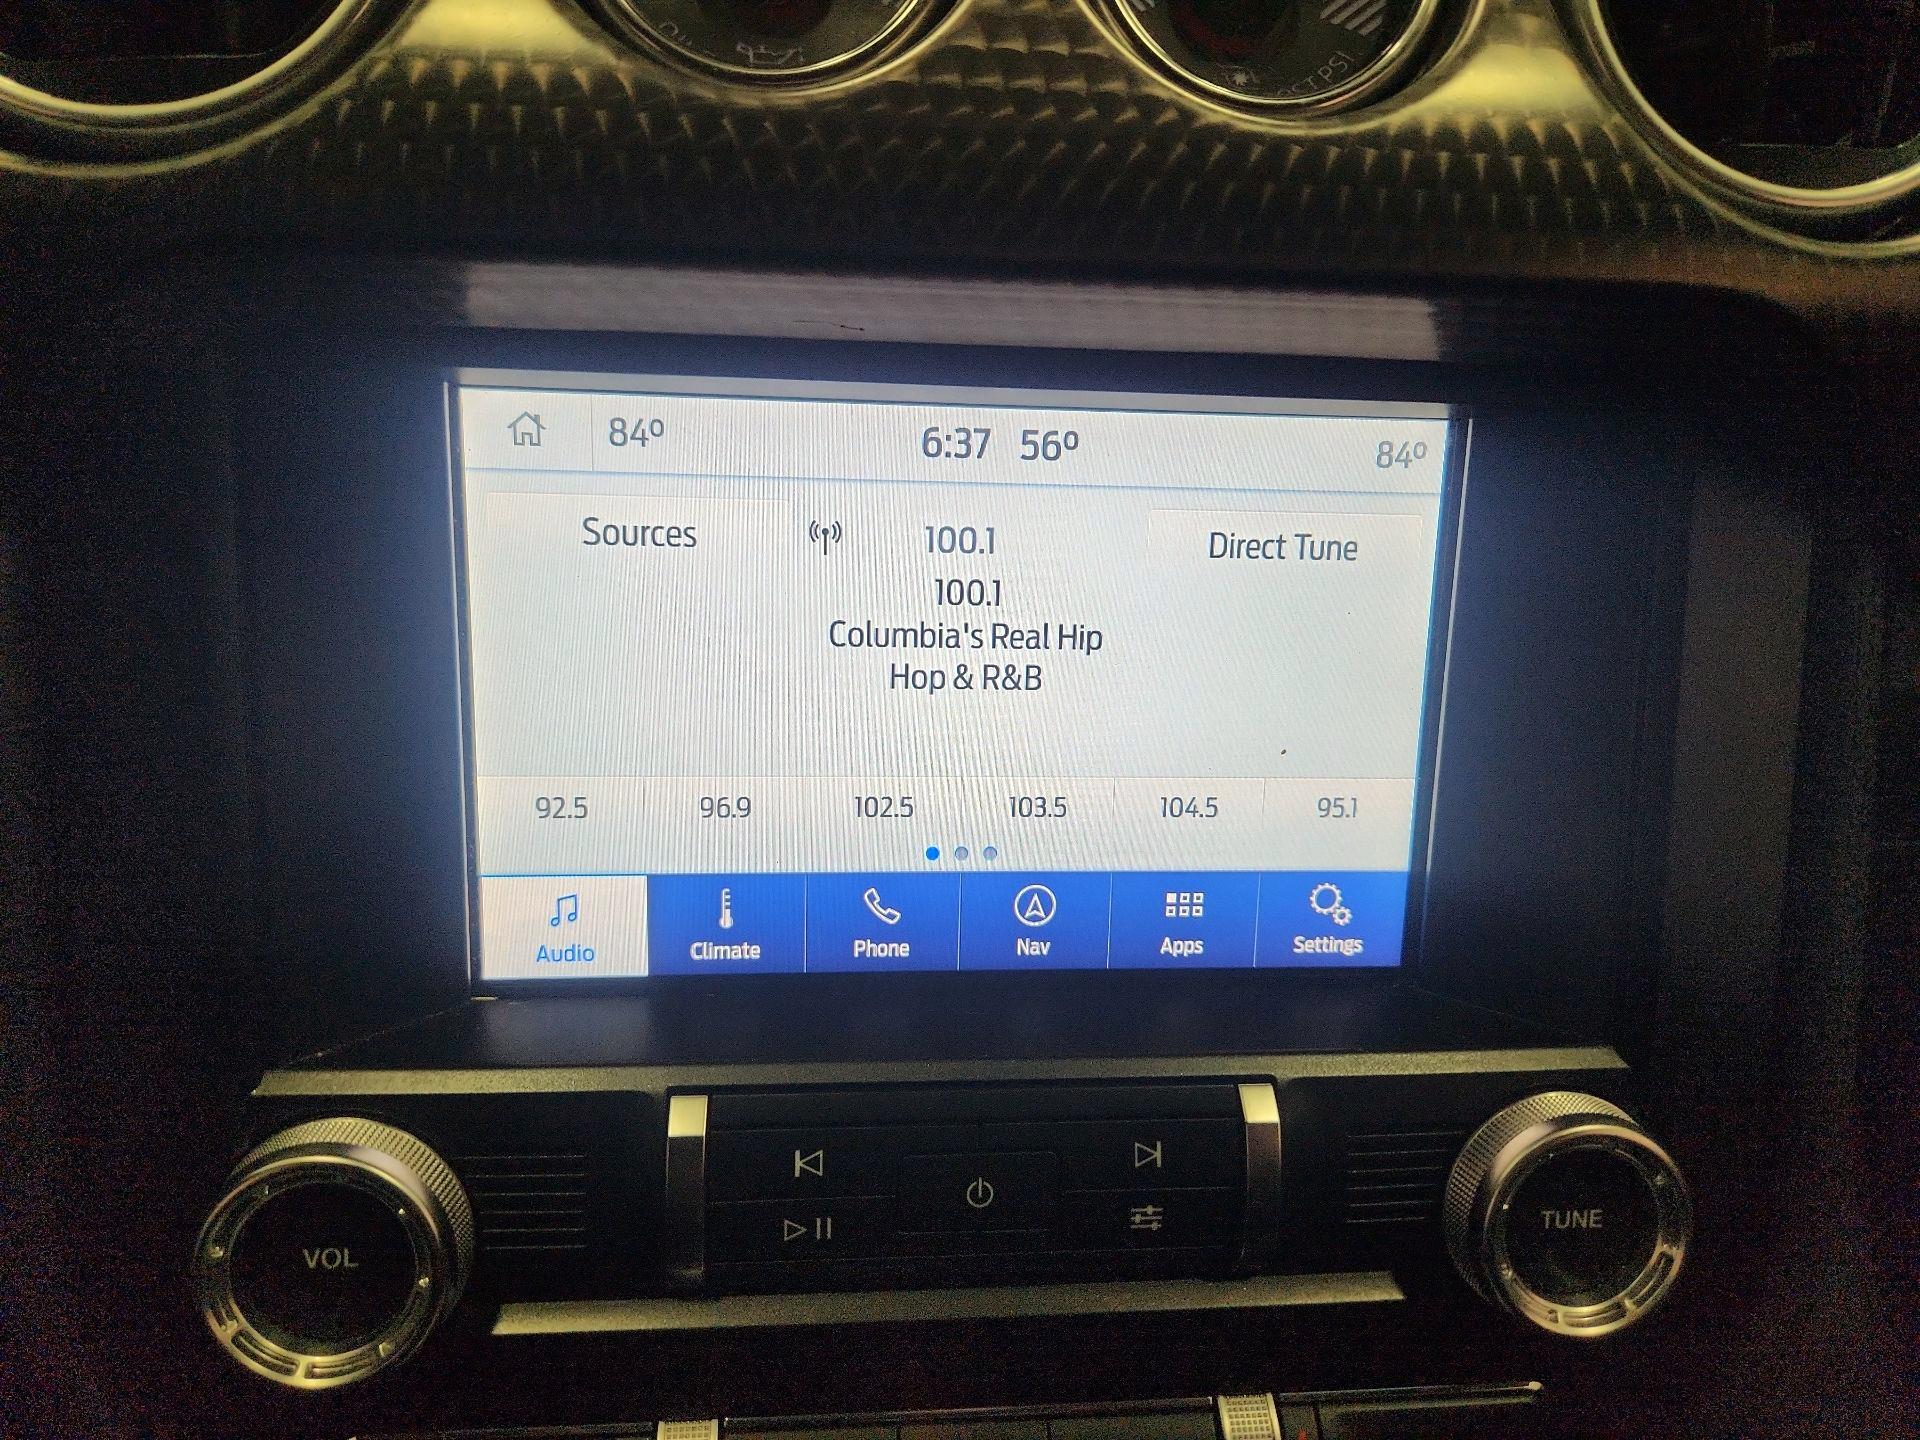 84º 6:37 56º 84º
Sources 100.1 Direct Tune
100.1
Columbia's Real Hip
Hop & R&B
92.5 96.9 102.5 103.5 104.5 95.1
Audio Climate Phone Nav Apps Settings
VOL TUNE